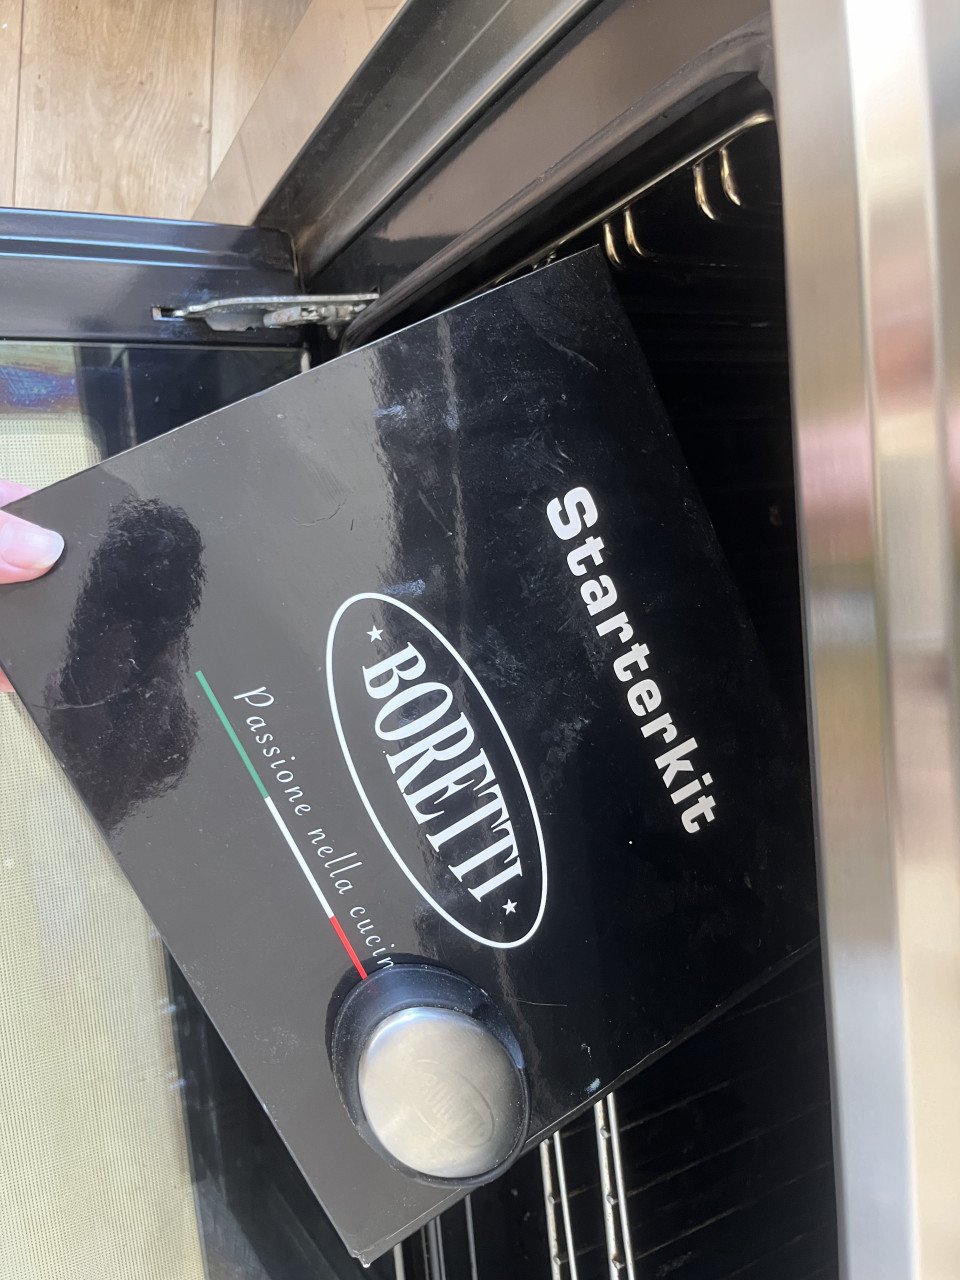 Starterkit
BORETTI
Passione nella cucin